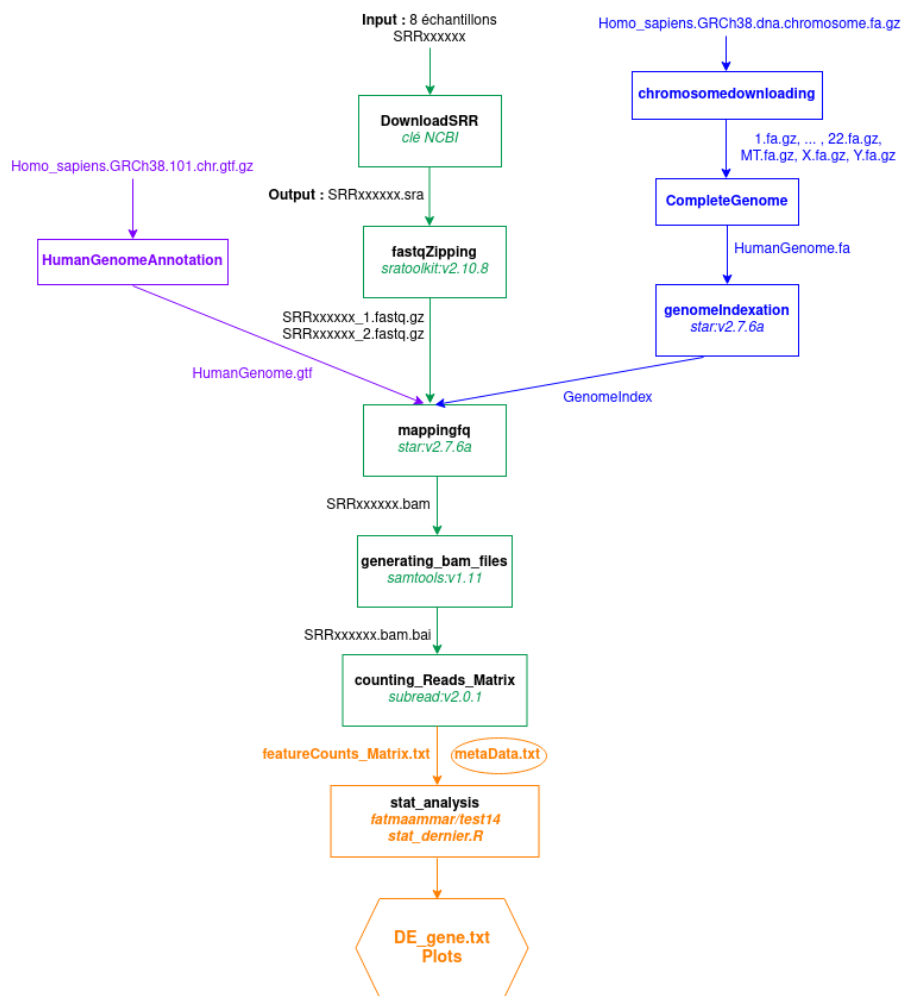 Input : 8 échantillons
SRRxxxxxx
Homo_sapiens.GRCh38.dna.chromosome.fa.gz
chromosomedownloading
DownloadSRR
clé NCBI
1.fa.gz, ... , 22.fa.gz,
MT.fa.gz, X.fa.gz, Y.fa.gz
Homo_sapiens.GRCh38.101.chr.gtf.gz
Output : SRRxxxxxx.sra
CompleteGenome
HumanGenomeAnnotation
fastqZipping
sratoolkit:v2.10.8
HumanGenome.fa
SRRxxxxxx_1.fastq.gz
SRRxxxxxx_2.fastq.gz
genomeIndexation
star:v2.7.6a
HumanGenome.gtf
GenomeIndex
mappingfq
star:v2.7.6a
SRRxxxxxx.bam
generating_bam_files
samtools:v1.11
SRRxxxxxx.bam.bai
counting_Reads_Matrix
subread:v2.0.1
featureCounts_Matrix.txt
metaData.txt
stat_analysis
fatmaammar/test14
stat_dernier.R
DE_gene.txt
Plots